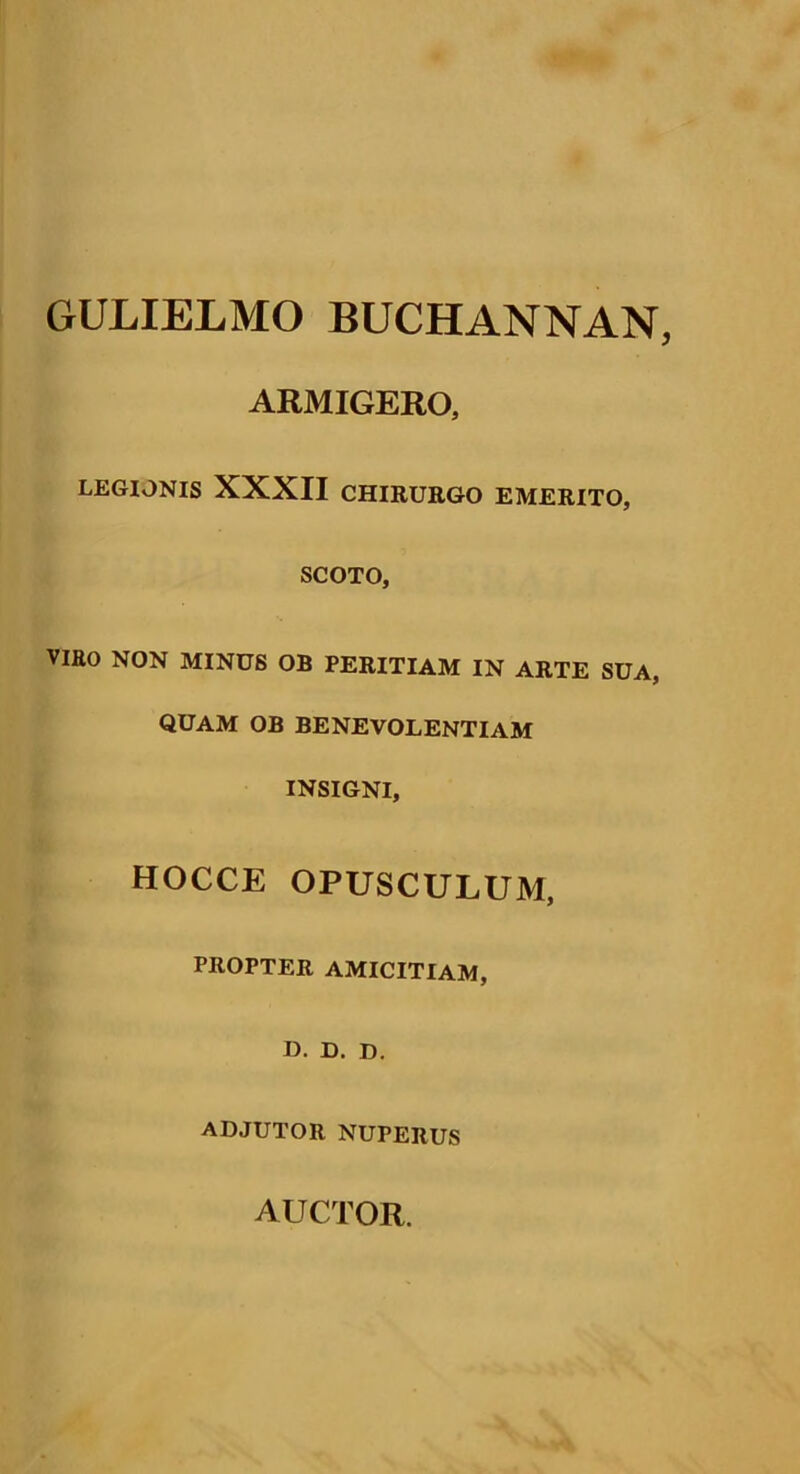 GULIELMO BUCHANNAN,
ARMIGERO,
LEGIONIS XXXII CHIRURGO EMERITO,
SCOTO,
VIRO NON MINUS OB PERITIAM IN ARTE SUA,
QUAM OB BENEVOLENTIAM
INSIGNI,
HOCCE OPUSCULUM,
PROPTER AMICITIAM,
D. D. D.
ADJUTOR NUPERUS
AUCTOR.